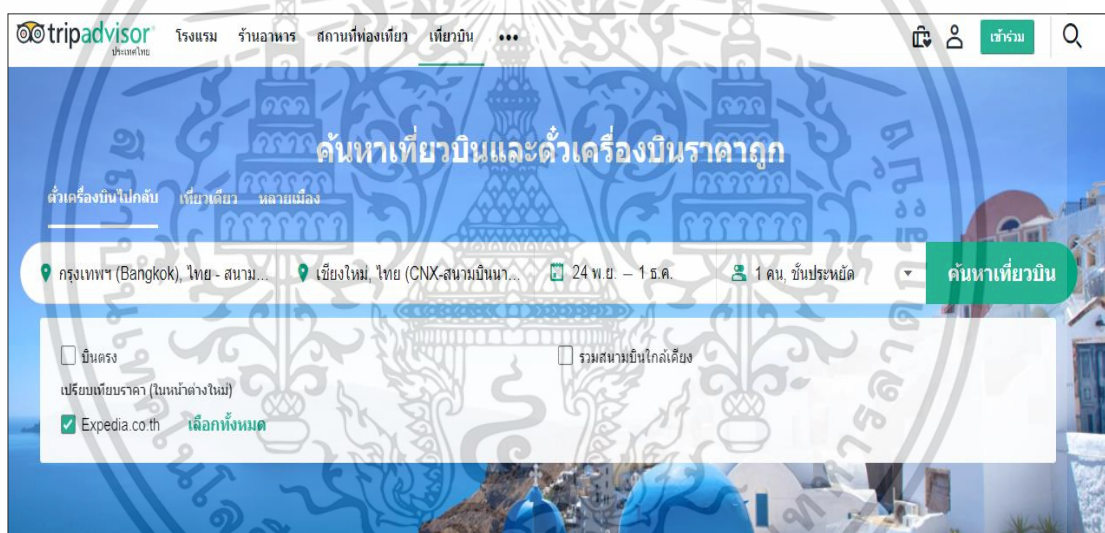 tripadvisor
ประเทศไทย
โรงแรม ร้านอาหาร สถานที่ท่องเที่ยว เที่ยวบิน •••
เข้าร่วม
ค้นหาเที่ยวบินและตั๋วเครื่องบินราคาถูก
ตั๋วเครื่องบินไปกลับ เที่ยวเดียว หลายเมือง
กรุงเทพฯ (Bangkok), ไทย - สนาม... เชียงใหม่, ไทย (CNX-สนามบินนา... 24 พ.ย. – 1 ธ.ค. 1 คน, ชั้นประหยัด ค้นหาเที่ยวบิน
บินตรง รวมสนามบินใกล้เคียง
เปรียบเทียบราคา (ในหน้าต่างใหม่)
Expedia.co.th เลือกทั้งหมด